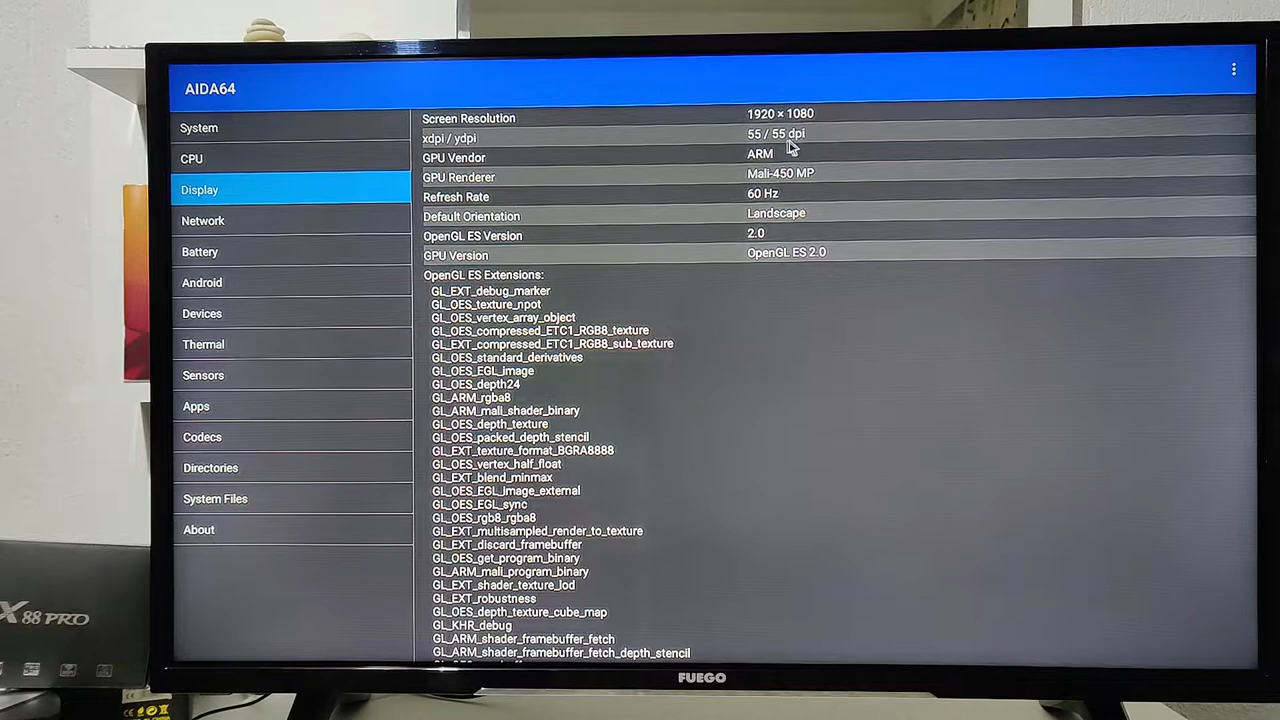 AIDA64
System
CPU
Display
Network
Battery
Android
Devices
Thermal
Sensors
Apps
Codecs
Directories
System Files
About
Screen Resolution 1920 × 1080
xdpi / ydpi 55 / 55 dpi
GPU Vendor ARM
GPU Renderer Mali-450 MP
Refresh Rate 60 Hz
Default Orientation Landscape
OpenGL ES Version 2.0
GPU Version OpenGL ES 2.0
OpenGL ES Extensions:
GL_EXT_debug_marker
GL_OES_texture_npot
GL_OES_vertex_array_object
GL_OES_compressed_ETC1_RGB8_texture
GL_EXT_compressed_ETC1_RGB8_sub_texture
GL_OES_standard_derivatives
GL_OES_EGL_image
GL_OES_depth24
GL_ARM_rgba8
GL_ARM_mali_shader_binary
GL_OES_depth_texture
GL_OES_packed_depth_stencil
GL_EXT_texture_format_BGRA8888
GL_OES_vertex_half_float
GL_EXT_blend_minmax
GL_OES_EGL_image_external
GL_OES_EGL_sync
GL_OES_rgb8_rgba8
GL_EXT_multisampled_render_to_texture
GL_EXT_discard_framebuffer
GL_OES_get_program_binary
GL_ARM_mali_program_binary
GL_EXT_shader_texture_lod
GL_EXT_robustness
GL_OES_depth_texture_cube_map
GL_KHR_debug
GL_ARM_shader_framebuffer_fetch
GL_ARM_shader_framebuffer_fetch_depth_stencil
FUEGO
X88 PRO